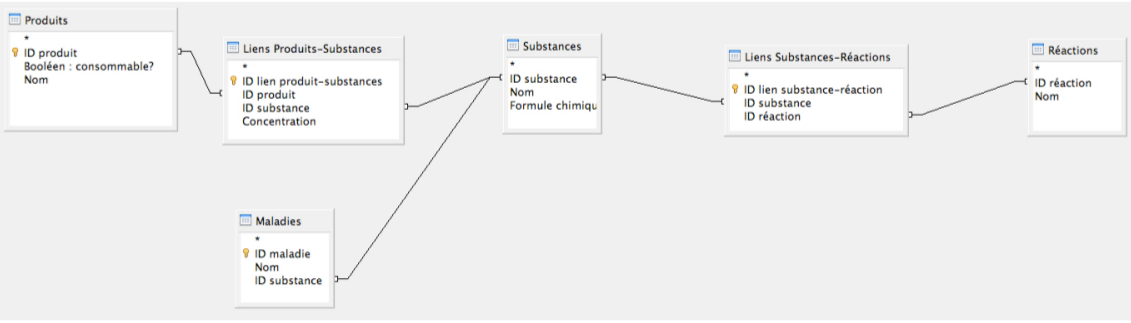 Produits
*
ID produit
Booléen : consommable?
Nom
Liens Produits-Substances
*
ID lien produit-substances
ID produit
ID substance
Concentration
Substances
*
ID substance
Nom
Formule chimiqu
Liens Substances-Réactions
*
ID lien substance-réaction
ID substance
ID réaction
Réactions
*
ID réaction
Nom
Maladies
*
ID maladie
Nom
ID substance